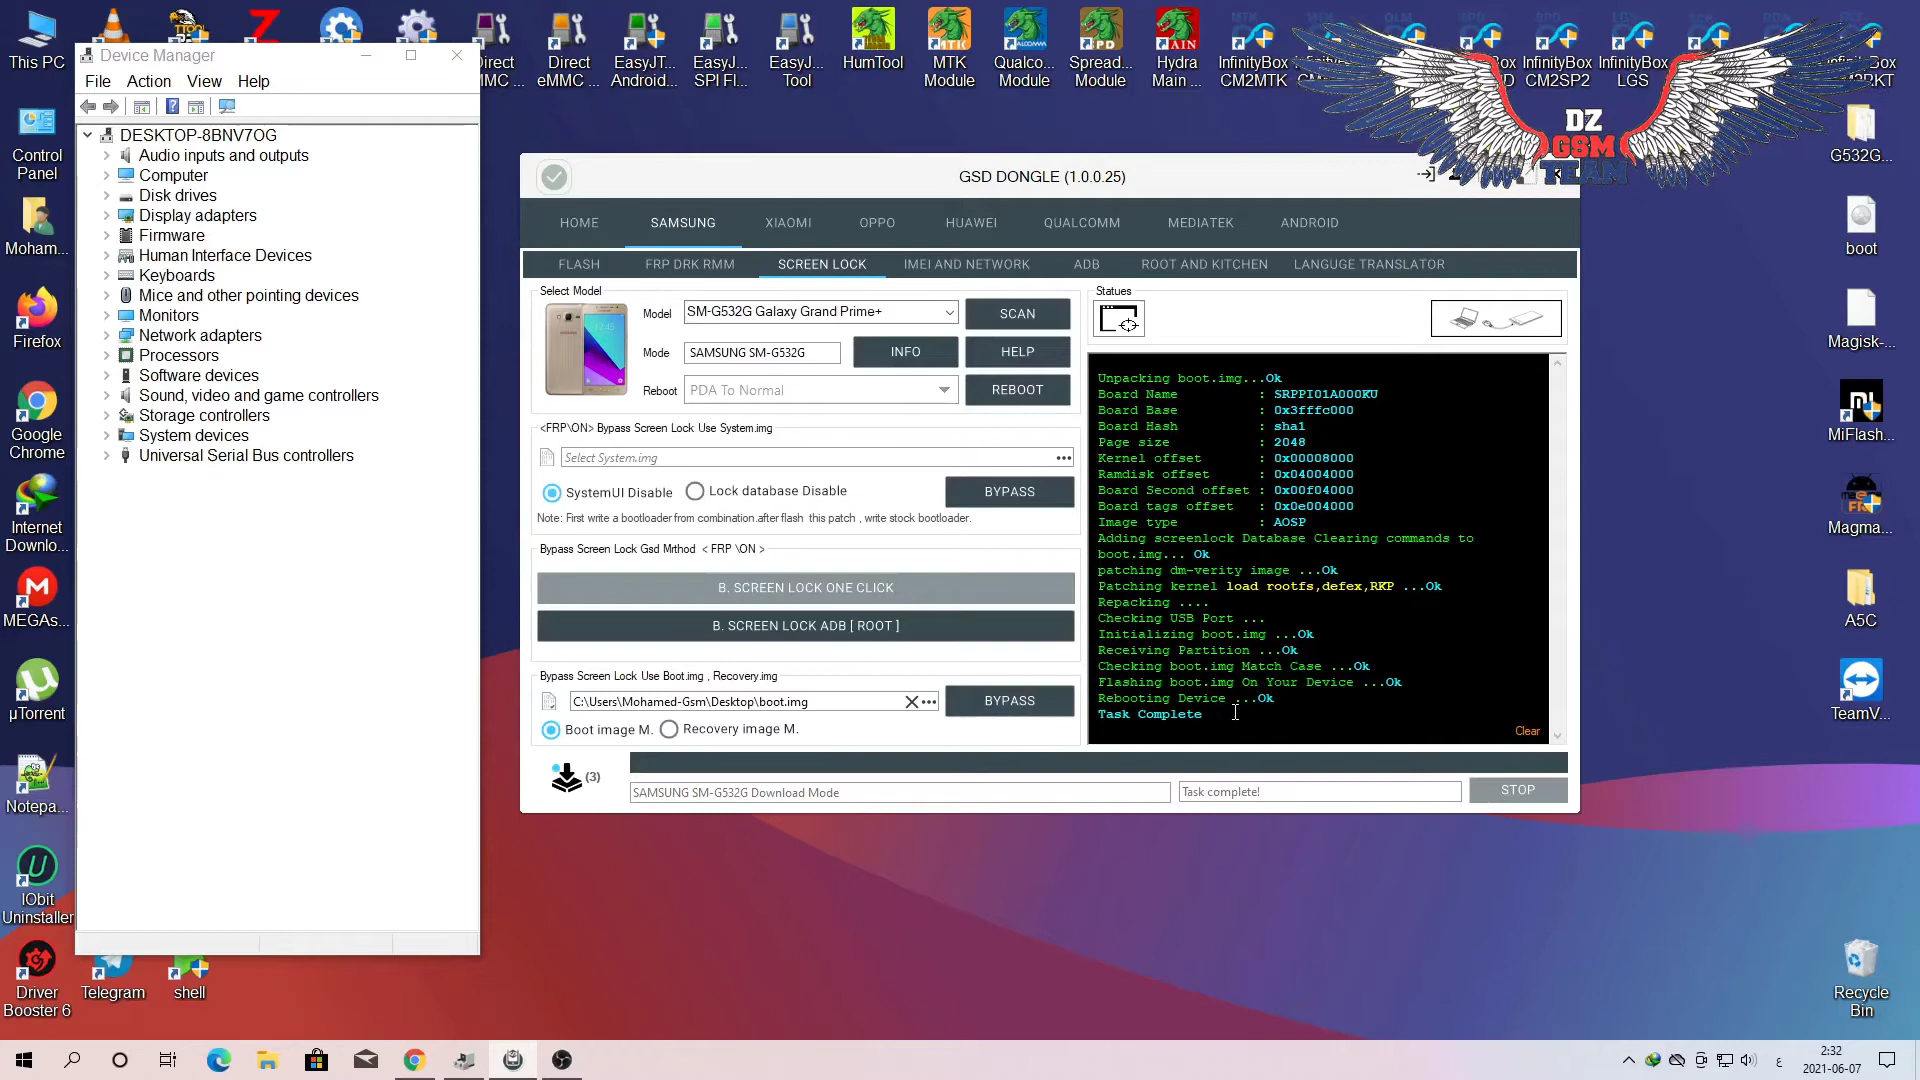 This PC
Control
Panel
Moham...
Firefox
Google
Chrome
Internet
Downlo...
MEGAs...
µTorrent
Notepa...
IObit
Uninstaller
Driver
Booster 6
Telegram
shell
Direct
MMC ...
Direct
eMMC ...
EasyJT...
Android...
EasyJ...
SPI Fl...
EasyJ...
Tool
HumTool
MTK
Module
Qualco...
Module
Spread...
Module
Hydra
Main ...
InfinityBox
CM2MTK
InfinityBox
CM2SP2
InfinityBox
LGS
DZ
GSM
TEAM
G532G...
boot
Magisk-...
MiFlash...
Magma...
A5C
TeamV...
Recycle
Bin
Device Manager
File Action View Help
DESKTOP-8BNV7OG
Audio inputs and outputs
Computer
Disk drives
Display adapters
Firmware
Human Interface Devices
Keyboards
Mice and other pointing devices
Monitors
Network adapters
Processors
Software devices
Sound, video and game controllers
Storage controllers
System devices
Universal Serial Bus controllers
GSD DONGLE (1.0.0.25)
HOME SAMSUNG XIAOMI OPPO HUAWEI QUALCOMM MEDIATEK ANDROID
FLASH FRP DRK RMM SCREEN LOCK IMEI AND NETWORK ADB ROOT AND KITCHEN LANGUGE TRANSLATOR
Select Model
Model SM-G532G Galaxy Grand Prime+ SCAN
Mode SAMSUNG SM-G532G INFO HELP
Reboot PDA To Normal REBOOT
<FRP\ON> Bypass Screen Lock Use System.img
Select System.img
SystemUI Disable Lock database Disable BYPASS
Note: First write a bootloader from combination.after flash this patch , write stock bootloader.
Bypass Screen Lock Gsd Mrthod < FRP \ON >
B. SCREEN LOCK ONE CLICK
B. SCREEN LOCK ADB [ ROOT ]
Bypass Screen Lock Use Boot.img , Recovery.img
C:\Users\Mohamed-Gsm\Desktop\boot.img BYPASS
Boot image M. Recovery image M.
Statues
Unpacking boot.img...Ok
Board Name : SRPPI01A000KU
Board Base : 0x3fffc000
Board Hash : sha1
Page size : 2048
Kernel offset : 0x00008000
Ramdisk offset : 0x04004000
Board Second offset : 0x00f04000
Board tags offset : 0x0e004000
Image type : AOSP
Adding screenlock Database Clearing commands to
boot.img... Ok
patching dm-verity image ...Ok
Patching kernel load rootfs,defex,RKP ...Ok
Repacking ....
Checking USB Port ...
Initializing boot.img ...Ok
Receiving Partition ...Ok
Checking boot.img Match Case ...Ok
Flashing boot.img On Your Device ...Ok
Rebooting Device ...Ok
Task Complete
Clear
(3)
SAMSUNG SM-G532G Download Mode Task complete! STOP
ع
2:32
2021-06-07